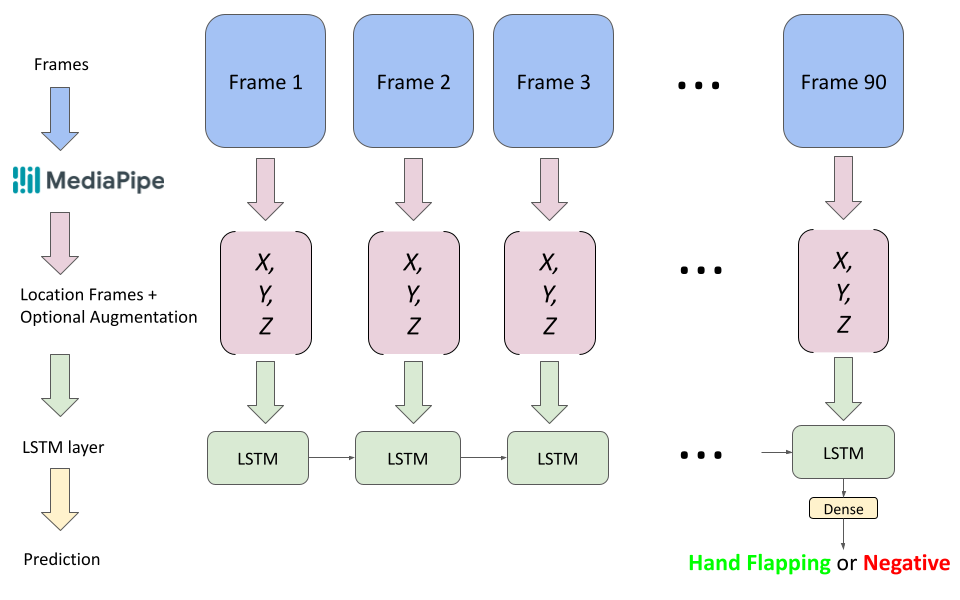 Frames
Frame 1
Frame 2
Frame 3
...
Frame 90
MediaPipe
Location Frames +
Optional Augmentation
X,
Y,
Z
X,
Y,
Z
X,
Y,
Z
...
X,
Y,
Z
LSTM layer
LSTM
LSTM
LSTM
...
LSTM
Dense
Prediction
Hand Flapping or Negative